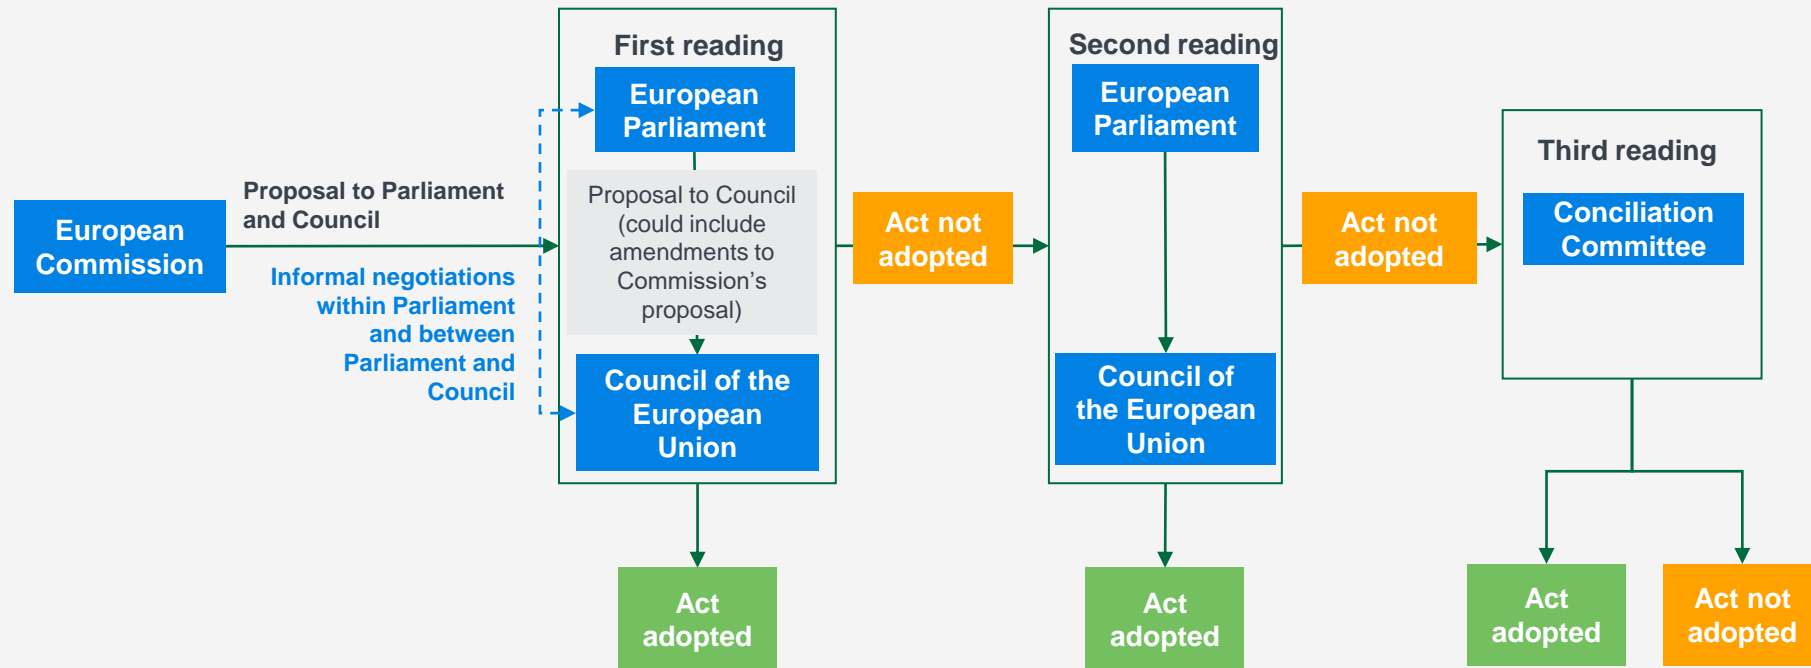 European
Commission
Proposal to Parliament
and Council
Informal negotiations
within Parliament
and between
Parliament and
Council
First reading
European
Parliament
Proposal to Council
(could include
amendments to
Commission’s
proposal)
Council of the
European
Union
Act
adopted
Act not
adopted
Second reading
European
Parliament
Council of
the European
Union
Act
adopted
Act not
adopted
Third reading
Conciliation
Committee
Act
adopted
Act not
adopted